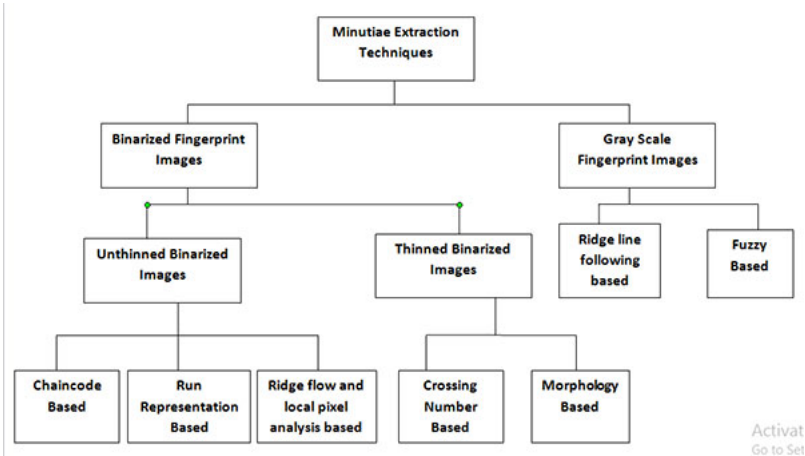 Minutiae Extraction
Techniques
Binarized Fingerprint
Images
Gray Scale
Fingerprint Images
Unthinned Binarized
Images
Thinned Binarized
Images
Ridge line
following
based
Fuzzy
Based
Chaincode
Based
Run
Representation
Based
Ridge flow and
local pixel
analysis based
Crossing
Number
Based
Morphology
Based
Activat
Go to Set